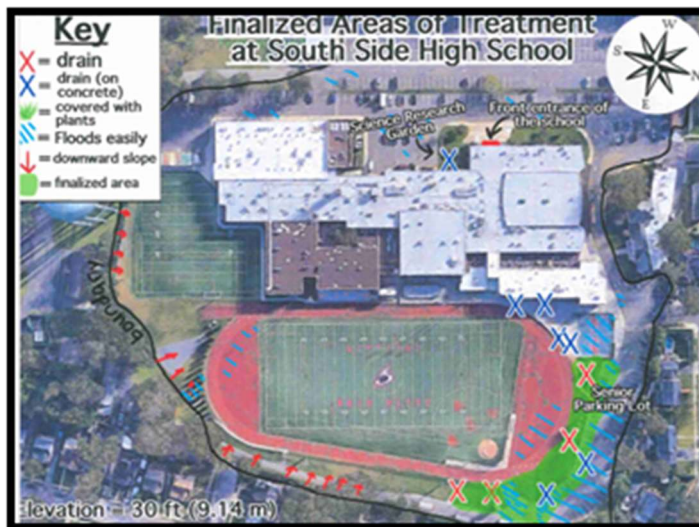 Finalized Areas of Treatment
at South Side High School
Key
= drain
= drain (on
concrete)
= covered with
plants
= Floods easily
= downward slope
= finalized area
W
S
N
E
Science Research
Garden
Front entrance of
the school
boundary
Senior
Parking Lot
Elevation = 30 ft. (9.14 m)